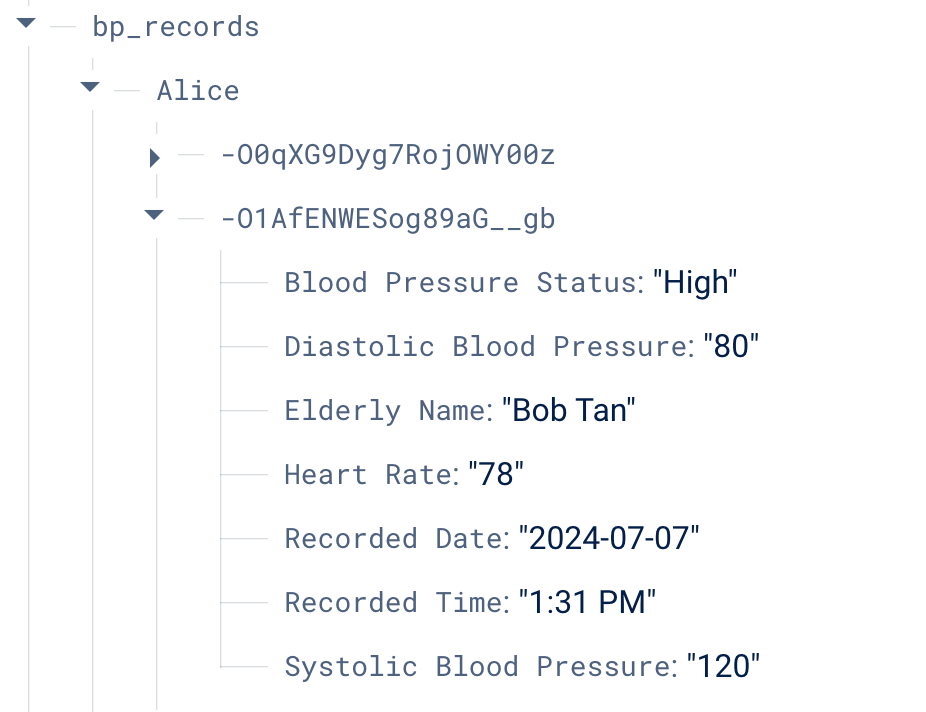 bp_records
Alice
-O0qXG9Dyg7RojOWY00z
-O1AfENWESog89aG__gb
Blood Pressure Status: "High"
Diastolic Blood Pressure: "80"
Elderly Name: "Bob Tan"
Heart Rate: "78"
Recorded Date: "2024-07-07"
Recorded Time: "1:31 PM"
Systolic Blood Pressure: "120"